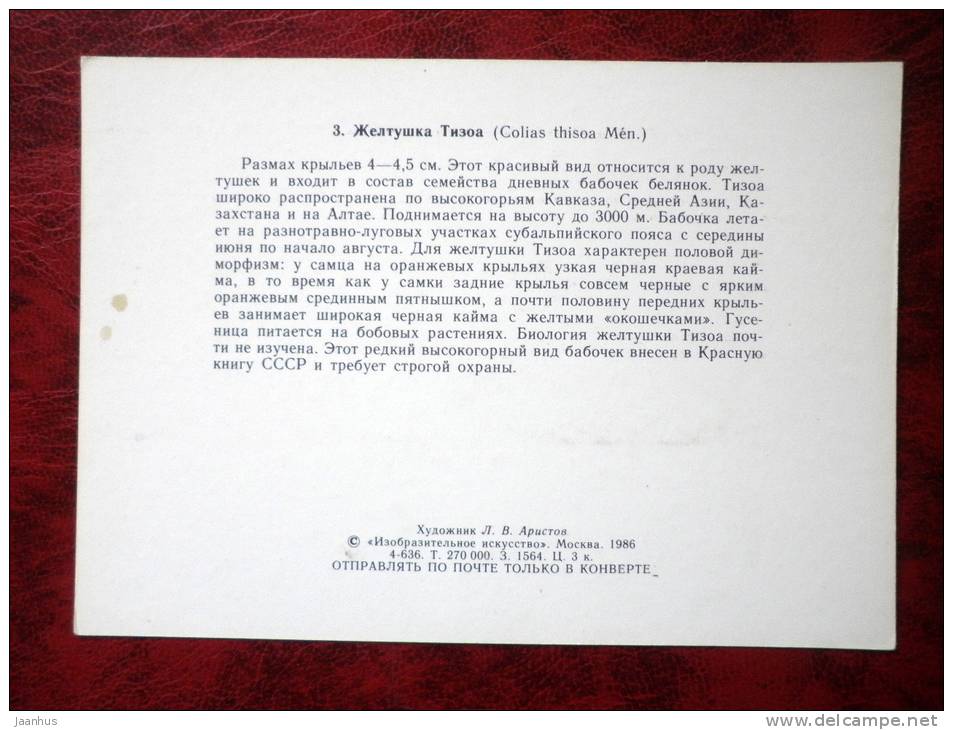 3. Желтушка Тизоа (Colias thisoa Mén.)
Размах крыльев 4—4,5 см. Этот красивый вид относится к роду жел-
тушек и входит в состав семейства дневных бабочек белянок. Тизоа
широко распространена по высокогорьям Кавказа, Средней Азии, Ка-
захстана и на Алтае. Поднимается на высоту до 3000 м. Бабочка лета-
ет на разнотравно-луговых участках субальпийского пояса с середины
июня по начало августа. Для желтушки Тизоа характерен половой ди-
морфизм: у самца на оранжевых крыльях узкая черная краевая кай-
ма, в то время как у самки задние крылья совсем черные с ярким
оранжевым срединным пятнышком, а почти половину передних крыль-
ев занимает широкая черная кайма с желтыми «окошечками». Гусе-
ница питается на бобовых растениях. Биология желтушки Тизоа поч-
ти не изучена. Этот редкий высокогорный вид бабочек внесен в Красную
книгу СССР и требует строгой охраны.
Художник Л. В. Аристов
© «Изобразительное искусство». Москва. 1986
4-636. Т. 270 000. З. 1564. Ц. 3 к.
ОТПРАВЛЯТЬ ПО ПОЧТЕ ТОЛЬКО В КОНВЕРТЕ
jaanhus
www.delcampe.net